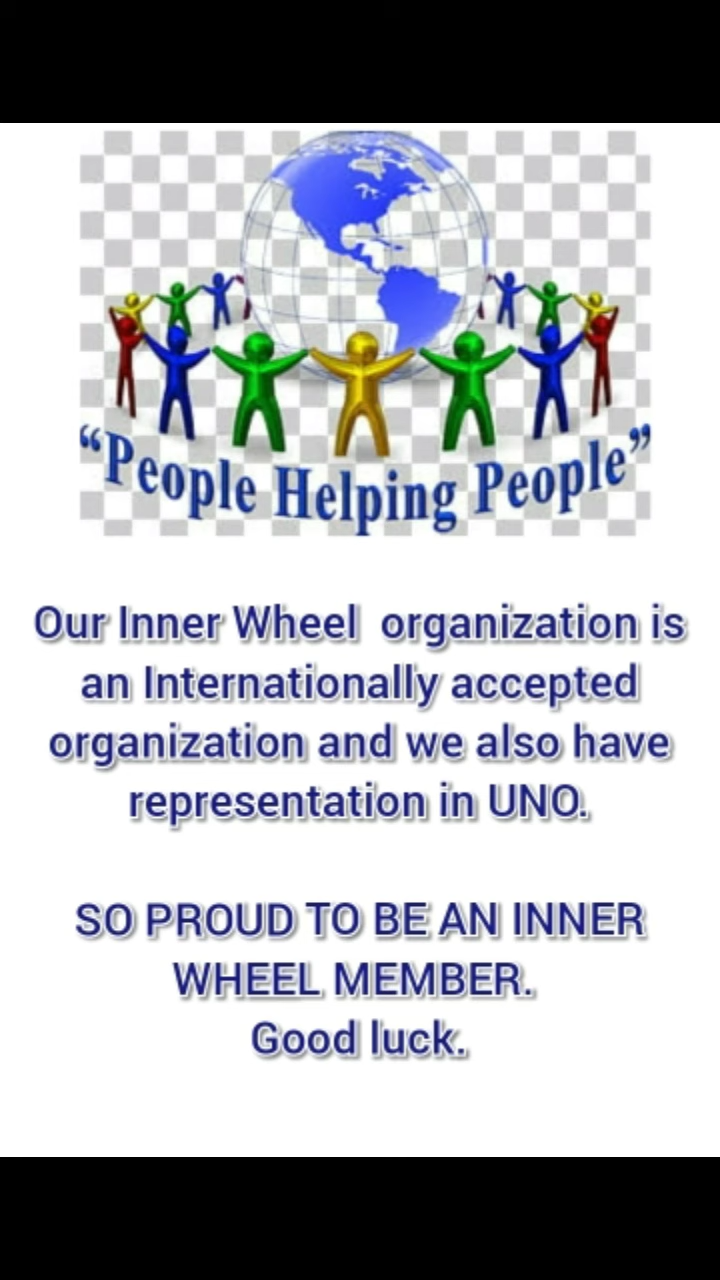 “People Helping People”
Our Inner Wheel organization is
an Internationally accepted
organization and we also have
representation in UNO.
SO PROUD TO BE AN INNER
WHEEL MEMBER.
Good luck.